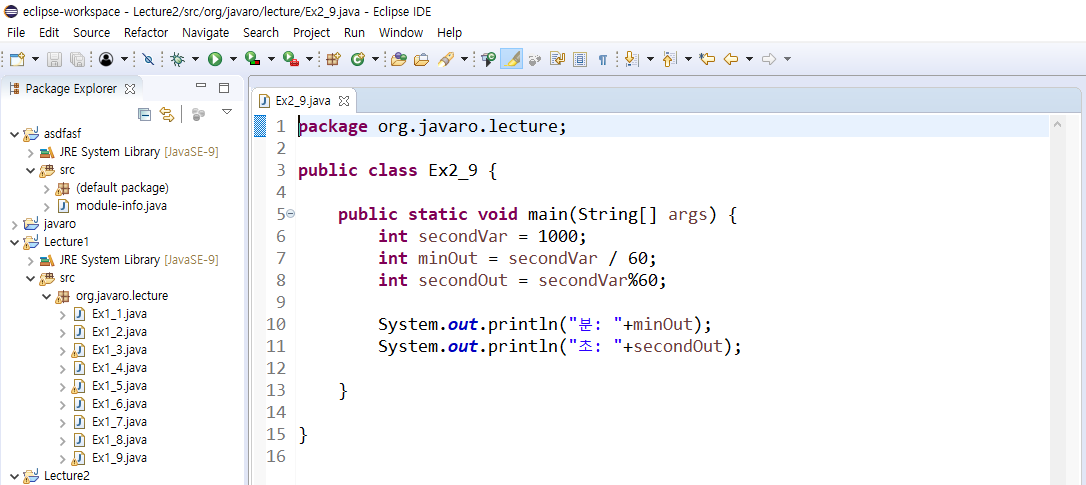 eclipse-workspace - Lecture2/src/org/javaro/lecture/Ex2_9.java - Eclipse IDE
File Edit Source Refactor Navigate Search Project Run Window Help
Package Explorer
asdfasf
JRE System Library [JavaSE-9]
src
(default package)
module-info.java
javaro
Lecture1
JRE System Library [JavaSE-9]
src
org.javaro.lecture
Ex1_1.java
Ex1_2.java
Ex1_3.java
Ex1_4.java
Ex1_5.java
Ex1_6.java
Ex1_7.java
Ex1_8.java
Ex1_9.java
Lecture2
Ex2_9.java
1 package org.javaro.lecture;
2
3 public class Ex2_9 {
4
5 public static void main(String[] args) {
6 int secondVar = 1000;
7 int minOut = secondVar / 60;
8 int secondOut = secondVar%60;
9
10 System.out.println("분: "+minOut);
11 System.out.println("초: "+secondOut);
12
13 }
14
15 }
16